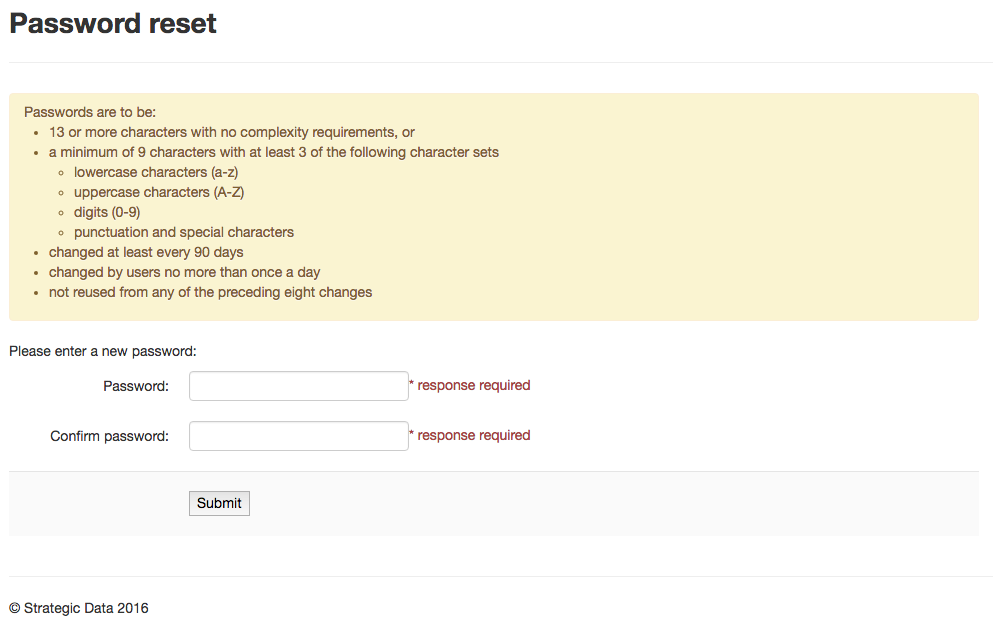 Password reset
Passwords are to be:
• 13 or more characters with no complexity requirements, or
• a minimum of 9 characters with at least 3 of the following character sets
◦ lowercase characters (a-z)
◦ uppercase characters (A-Z)
◦ digits (0-9)
◦ punctuation and special characters
• changed at least every 90 days
• changed by users no more than once a day
• not reused from any of the preceding eight changes
Please enter a new password:
Password: * response required
Confirm password: * response required
Submit
© Strategic Data 2016